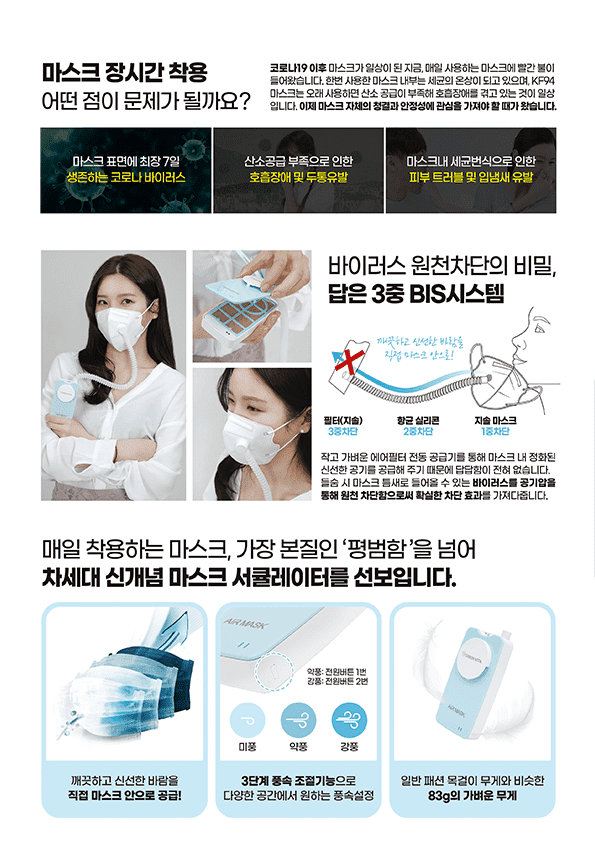 마스크 장시간 착용
어떤 점이 문제가 될까요?
코로나19 이후 마스크가 일상이 된 지금, 매일 사용하는 마스크에 빨간 불이
들어왔습니다. 한번 사용한 마스크 내부는 세균의 온상이 되고 있으며, KF94
마스크는 오래 사용하면 산소 공급이 부족해 호흡장애를 겪고 있는 것이 일상
입니다. 이제 마스크 자체의 청결과 안정성에 관심을 가져야 할 때가 왔습니다.
마스크 표면에 최장 7일
생존하는 코로나 바이러스
산소공급 부족으로 인한
호흡장애 및 두통유발
마스크내 세균번식으로 인한
피부 트러블 및 입냄새 유발
바이러스 원천차단의 비밀,
답은 3중 BIS시스템
깨끗하고 신선한 바람을
직접 마스크 안으로!
필터(지솔)
3중차단
항균 실리콘
2중차단
지솔 마스크
1중차단
작고 가벼운 에어필터 전동 공급기를 통해 마스크 내 정화된
신선한 공기를 공급해 주기 때문에 답답함이 전혀 없습니다.
들숨 시 마스크 틈새로 들어올 수 있는 바이러스를 공기압을
통해 원천 차단함으로써 확실한 차단 효과를 가져다줍니다.
매일 착용하는 마스크, 가장 본질인 ‘평범함’을 넘어
차세대 신개념 마스크 서큘레이터를 선보입니다.
AIR MASK
약풍: 전원버튼 1번
강풍: 전원버튼 2번
미풍
약풍
강풍
AIR MASK
깨끗하고 신선한 바람을
직접 마스크 안으로 공급!
3단계 풍속 조절기능으로
다양한 공간에서 원하는 풍속설정
일반 패션 목걸이 무게와 비슷한
83g의 가벼운 무게